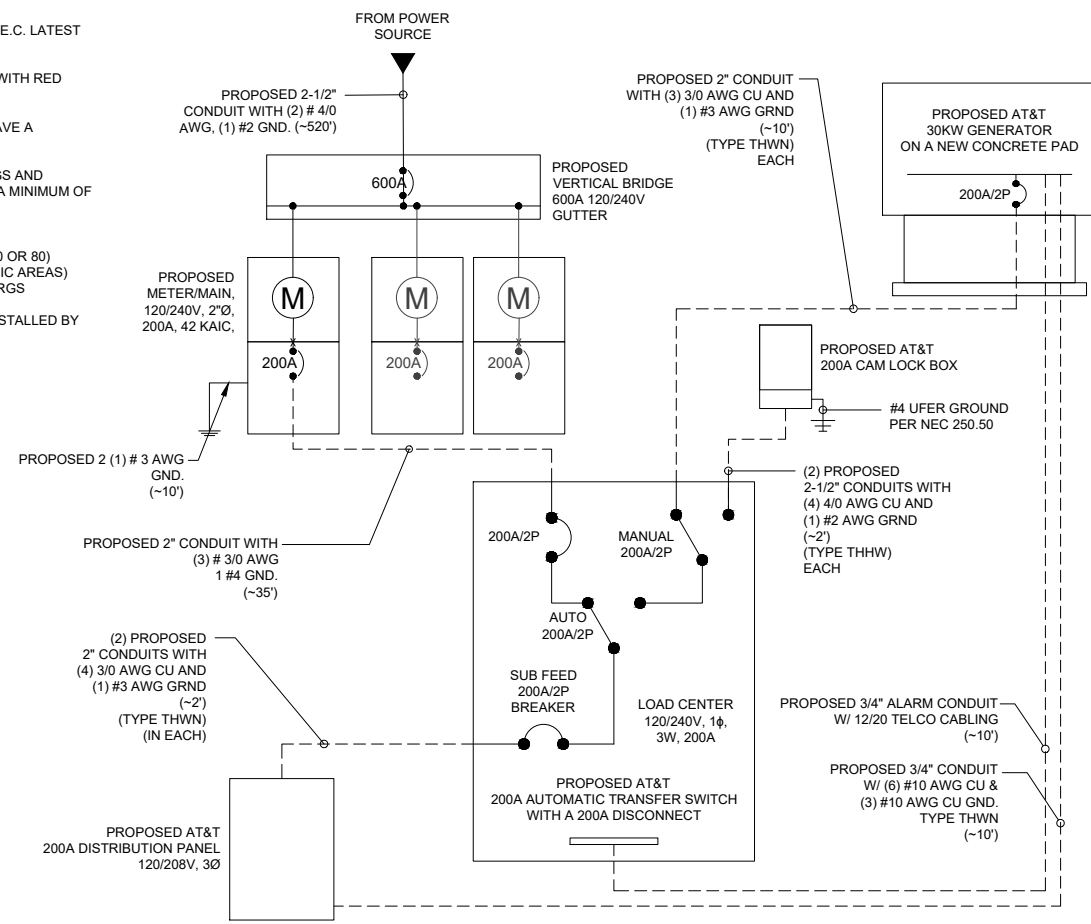 E.C. LATEST
WITH RED
AVE A
SS AND
A MINIMUM OF
0 OR 80)
IC AREAS)
RGS
STALLED BY
FROM POWER
SOURCE
PROPOSED 2-1/2"
CONDUIT WITH (2) # 4/0
AWG, (1) #2 GND. (~520')
600A
PROPOSED
VERTICAL BRIDGE
600A 120/240V
GUTTER
PROPOSED 2" CONDUIT
WITH (3) 3/0 AWG CU AND
(1) #3 AWG GRND
(~10')
(TYPE THWN)
EACH
PROPOSED AT&T
30KW GENERATOR
ON A NEW CONCRETE PAD
200A/2P
PROPOSED
METER/MAIN,
120/240V, 2"Ø,
200A, 42 KAIC,
M
M
M
200A
200A
200A
PROPOSED AT&T
200A CAM LOCK BOX
#4 UFER GROUND
PER NEC 250.50
PROPOSED 2 (1) # 3 AWG
GND.
(~10')
(2) PROPOSED
2-1/2" CONDUITS WITH
(4) 4/0 AWG CU AND
(1) #2 AWG GRND
(~2')
(TYPE THHW)
EACH
PROPOSED 2" CONDUIT WITH
(3) # 3/0 AWG
1 #4 GND.
(~35')
200A/2P
MANUAL
200A/2P
AUTO
200A/2P
(2) PROPOSED
2" CONDUITS WITH
(4) 3/0 AWG CU AND
(1) #3 AWG GRND
(~2')
(TYPE THWN)
(IN EACH)
SUB FEED
200A/2P
BREAKER
LOAD CENTER
120/240V, 1ϕ,
3W, 200A
PROPOSED 3/4" ALARM CONDUIT
W/ 12/20 TELCO CABLING
(~10')
PROPOSED 3/4" CONDUIT
W/ (6) #10 AWG CU &
(3) #10 AWG CU GND.
TYPE THWN
(~10')
PROPOSED AT&T
200A AUTOMATIC TRANSFER SWITCH
WITH A 200A DISCONNECT
PROPOSED AT&T
200A DISTRIBUTION PANEL
120/208V, 3Ø